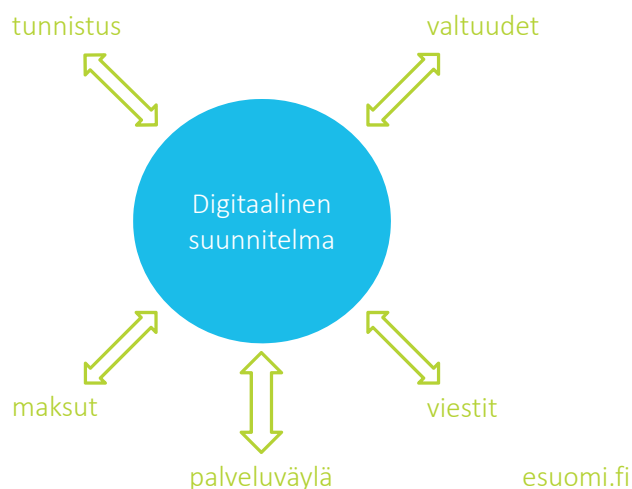 tunnistus
valtuudet
Digitaalinen
suunnitelma
maksut
viestit
palveluväylä
esuomi.fi